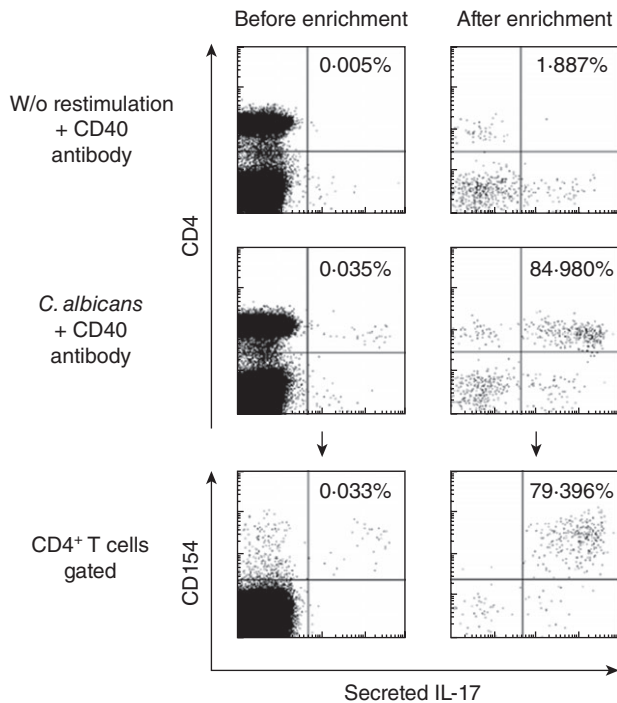 Before enrichment
After enrichment
W/o restimulation
+ CD40
antibody
0·005%
1·887%
CD4
C. albicans
+ CD40
antibody
0·035%
84·980%
CD4⁺ T cells
gated
CD154
0·033%
79·396%
Secreted IL-17